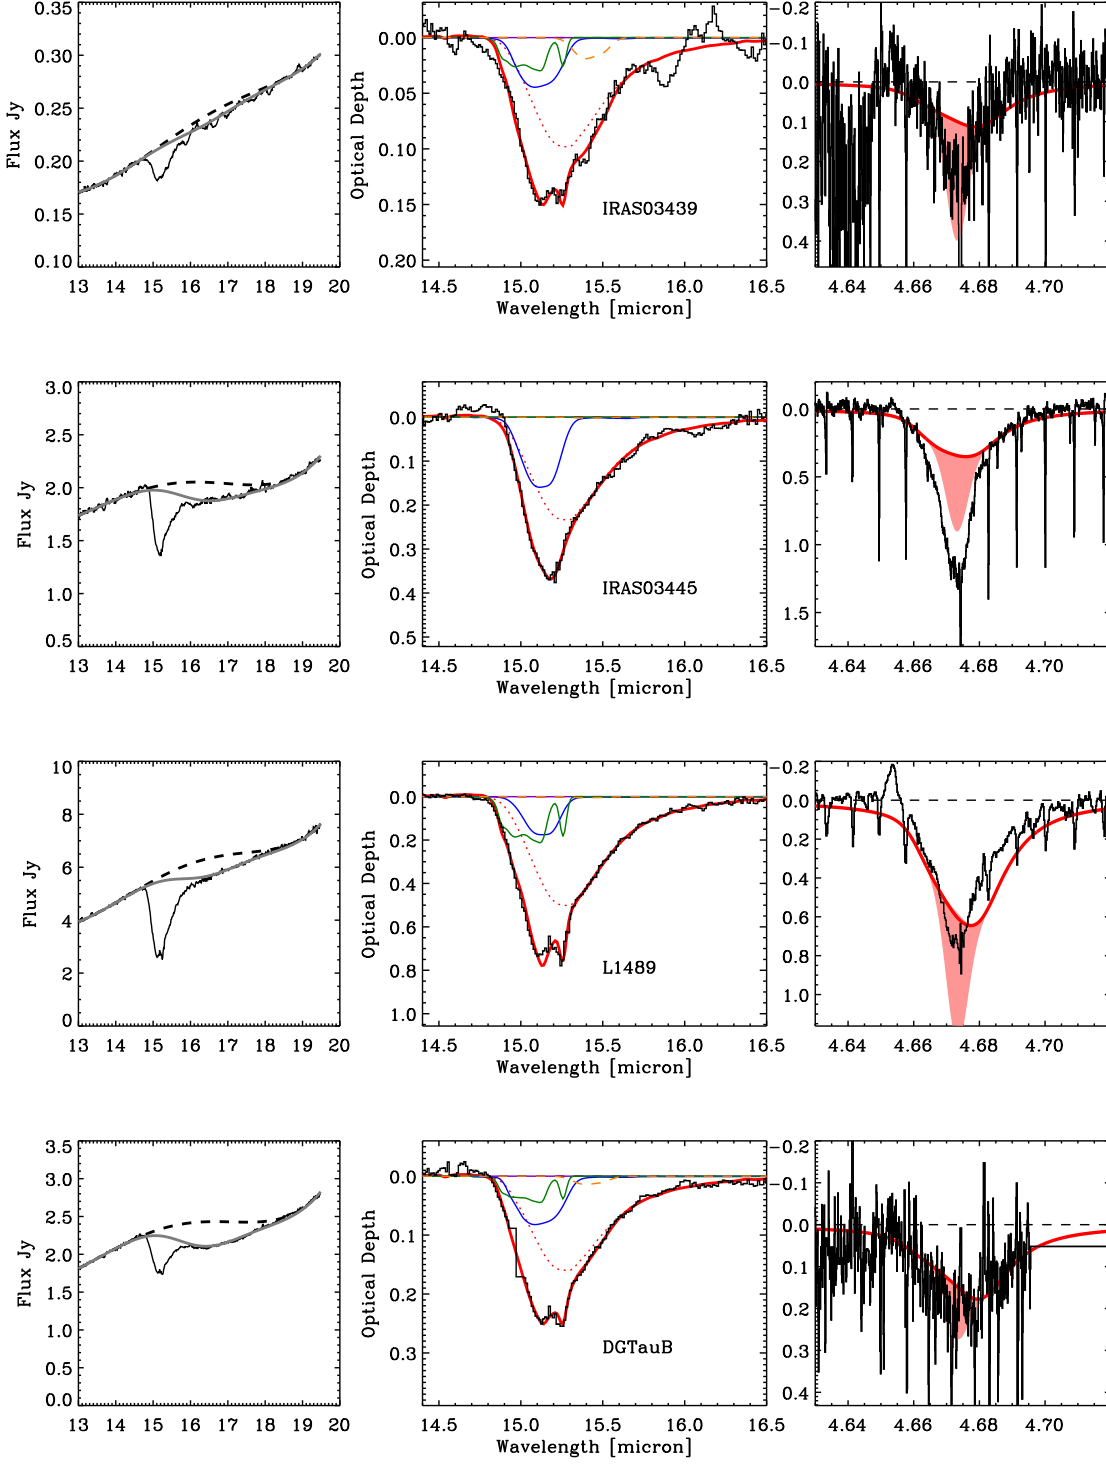 0.35
0.30
0.25
0.20
0.15
0.10
Flux Jy
13 14 15 16 17 18 19 20
0.00
0.05
0.10
0.15
0.20
Optical Depth
IRAS03439
14.5 15.0 15.5 16.0 16.5
Wavelength [micron]
−0.2
−0.1
0.0
0.1
0.2
0.3
0.4
4.64 4.66 4.68 4.70
3.0
2.5
2.0
1.5
1.0
0.5
Flux Jy
13 14 15 16 17 18 19 20
0.0
0.1
0.2
0.3
0.4
0.5
Optical Depth
IRAS03445
14.5 15.0 15.5 16.0 16.5
Wavelength [micron]
0.0
0.5
1.0
1.5
4.64 4.66 4.68 4.70
10
8
6
4
2
0
Flux Jy
13 14 15 16 17 18 19 20
0.0
0.2
0.4
0.6
0.8
1.0
Optical Depth
L1489
14.5 15.0 15.5 16.0 16.5
Wavelength [micron]
−0.2
0.0
0.2
0.4
0.6
0.8
1.0
4.64 4.66 4.68 4.70
3.5
3.0
2.5
2.0
1.5
1.0
0.5
0.0
Flux Jy
13 14 15 16 17 18 19 20
0.0
0.1
0.2
0.3
Optical Depth
DGTauB
14.5 15.0 15.5 16.0 16.5
Wavelength [micron]
−0.2
−0.1
0.0
0.1
0.2
0.3
0.4
4.64 4.66 4.68 4.70